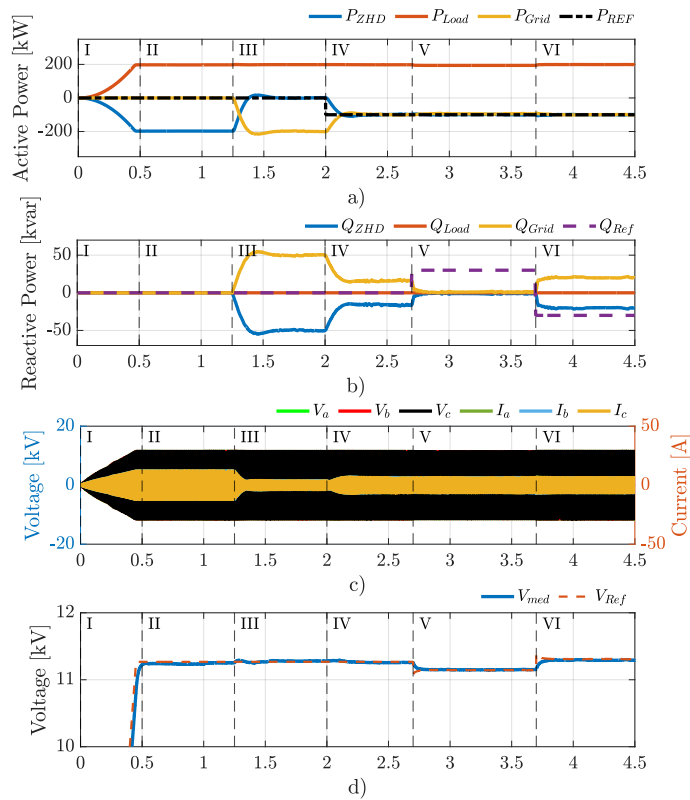 P_ZHD P_Load P_Grid P_REF
Active Power [kW]
I II III IV V VI
200
0
-200
0 0.5 1 1.5 2 2.5 3 3.5 4 4.5
a)
Q_ZHD Q_Load Q_Grid Q_Ref
Reactive Power [kvar]
I II III IV V VI
50
0
-50
0 0.5 1 1.5 2 2.5 3 3.5 4 4.5
b)
V_a V_b V_c I_a I_b I_c
Voltage [kV]
Current [A]
I II III IV V VI
20 50
0 0
-20 -50
0 0.5 1 1.5 2 2.5 3 3.5 4 4.5
c)
V_med V_Ref
Voltage [kV]
I II III IV V VI
12
11
10
0 0.5 1 1.5 2 2.5 3 3.5 4 4.5
d)